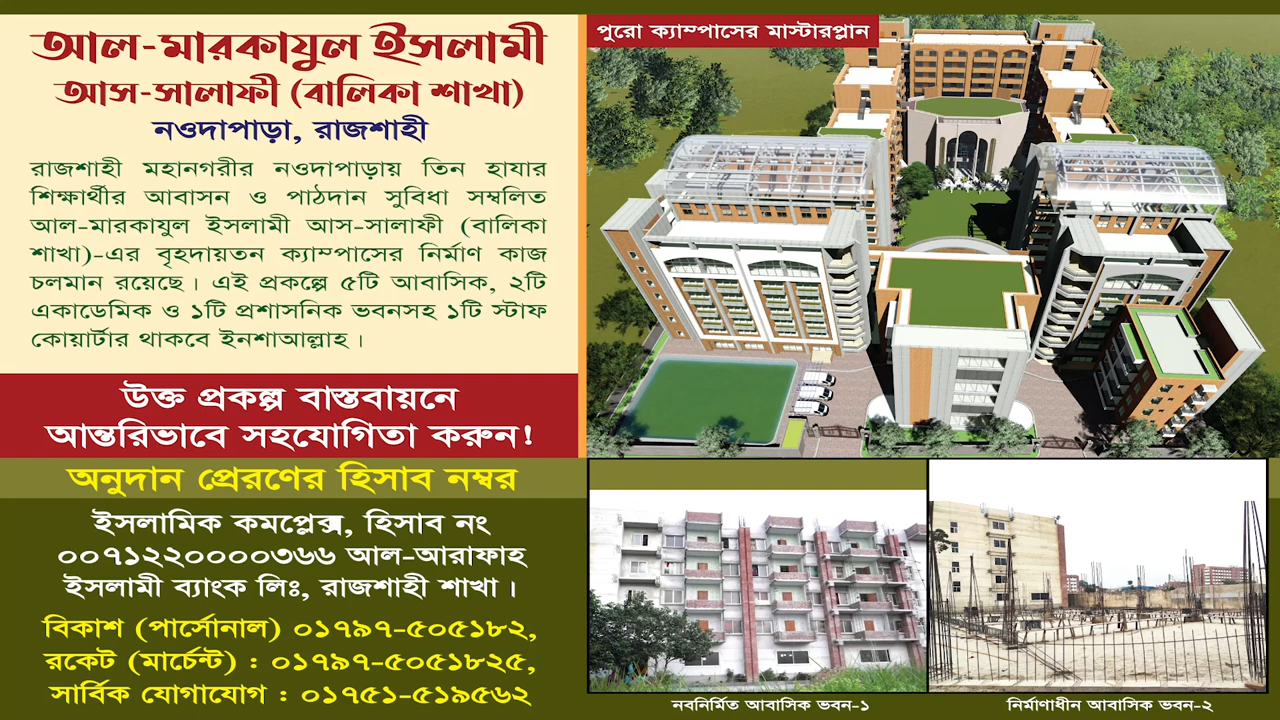 আল-মারকাযুল ইসলামী
আস-সালাফী (বালিকা শাখা)
নওদাপাড়া, রাজশাহী
রাজশাহী মহানগরীর নওদাপাড়ায় তিন হাযার
শিক্ষার্থীর আবাসন ও পাঠদান সুবিধা সম্বলিত
আল-মারকাযুল ইসলামী আস-সালাফী (বালিকা
শাখা)-এর বৃহদায়তন ক্যাম্পাসের নির্মাণ কাজ
চলমান রয়েছে। এই প্রকল্পে ৫টি আবাসিক, ২টি
একাডেমিক ও ১টি প্রশাসনিক ভবনসহ ১টি স্টাফ
কোয়ার্টার থাকবে ইনশাআল্লাহ।
উক্ত প্রকল্প বাস্তবায়নে
আন্তরিভাবে সহযোগিতা করুন!
অনুদান প্রেরণের হিসাব নম্বর
ইসলামিক কমপ্লেক্স, হিসাব নং
০০৭১২২০০০০৩৬৬ আল-আরাফাহ
ইসলামী ব্যাংক লিঃ, রাজশাহী শাখা।
বিকাশ (পার্সোনাল) ০১৭৯৭-৫০৫১৮২,
রকেট (মার্চেন্ট) : ০১৭৯৭-৫০৫১৮২৫,
সার্বিক যোগাযোগ : ০১৭৫১-৫১৯৫৬২
পুরো ক্যাম্পাসের মাস্টারপ্লান
নবনির্মিত আবাসিক ভবন-১
নির্মাণাধীন আবাসিক ভবন-২